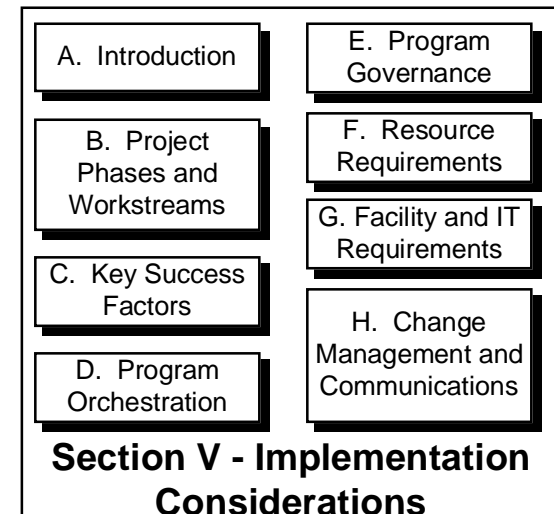 A. Introduction
B. Project
Phases and
Workstreams
C. Key Success
Factors
D. Program
Orchestration
E. Program
Governance
F. Resource
Requirements
G. Facility and IT
Requirements
H. Change
Management and
Communications
Section V - Implementation
Considerations